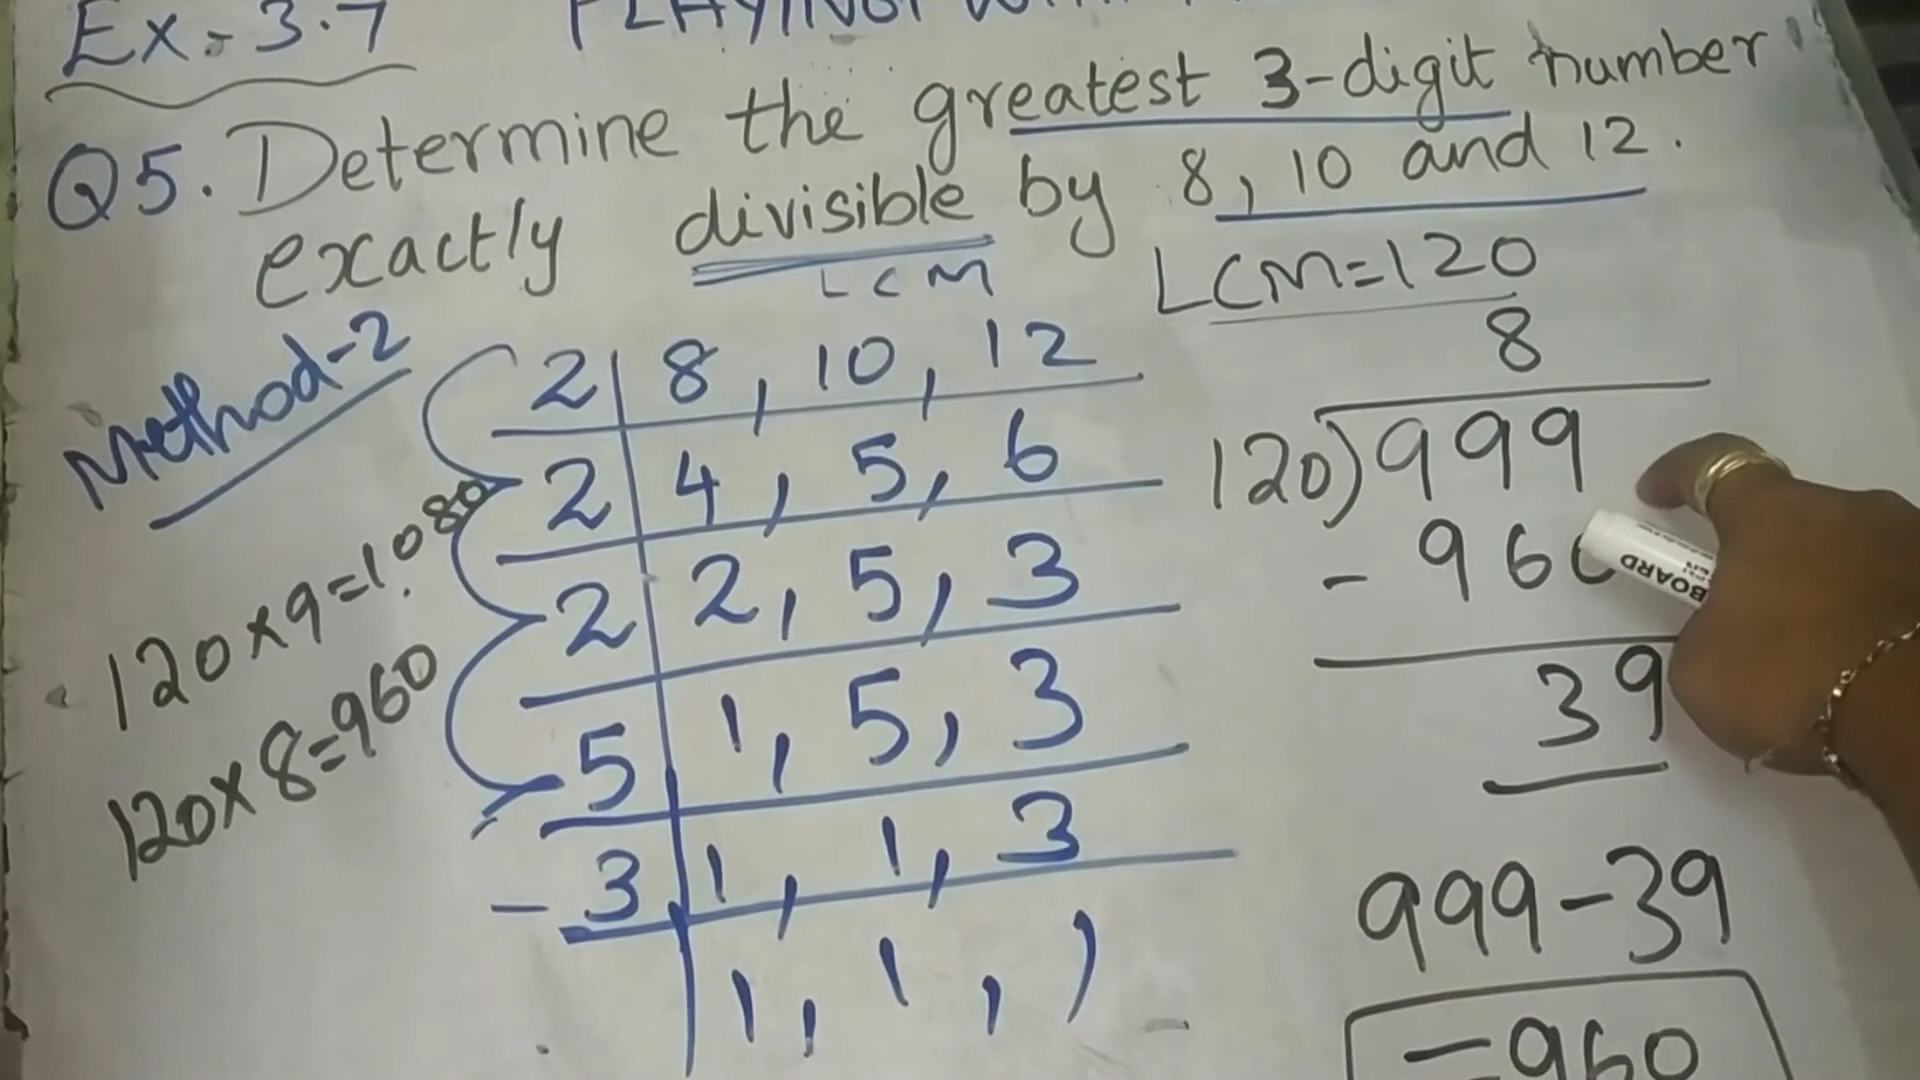 Ex-3.7
Q5. Determine the greatest 3-digit number
exactly divisible by 8, 10 and 12.
LCM
LCM=120
Method-2
2 | 8, 10, 12
2 | 4, 5, 6
2 | 2, 5, 3
5 | 1, 5, 3
3 | 1, 1, 3
1, 1, 1
120×9=1080
120×8=960
8
120)999
- 960
39
999-39
=960
BOARD